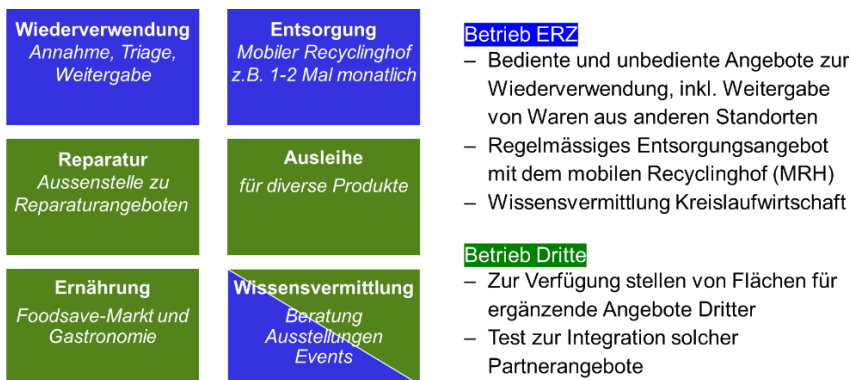 Wiederverwendung
Annahme, Triage,
Weitergabe
Entsorgung
Mobiler Recyclinghof
z.B. 1-2 Mal monatlich
Reparatur
Aussenstelle zu
Reparaturangeboten
Ausleihe
für diverse Produkte
Ernährung
Foodsave-Markt und
Gastronomie
Wissensvermittlung
Beratung
Ausstellungen
Events
Betrieb ERZ
– Bediente und unbediente Angebote zur
Wiederverwendung, inkl. Weitergabe
von Waren aus anderen Standorten
– Regelmässiges Entsorgungsangebot
mit dem mobilen Recyclinghof (MRH)
– Wissensvermittlung Kreislaufwirtschaft
Betrieb Dritte
– Zur Verfügung stellen von Flächen für
ergänzende Angebote Dritter
– Test zur Integration solcher
Partnerangebote